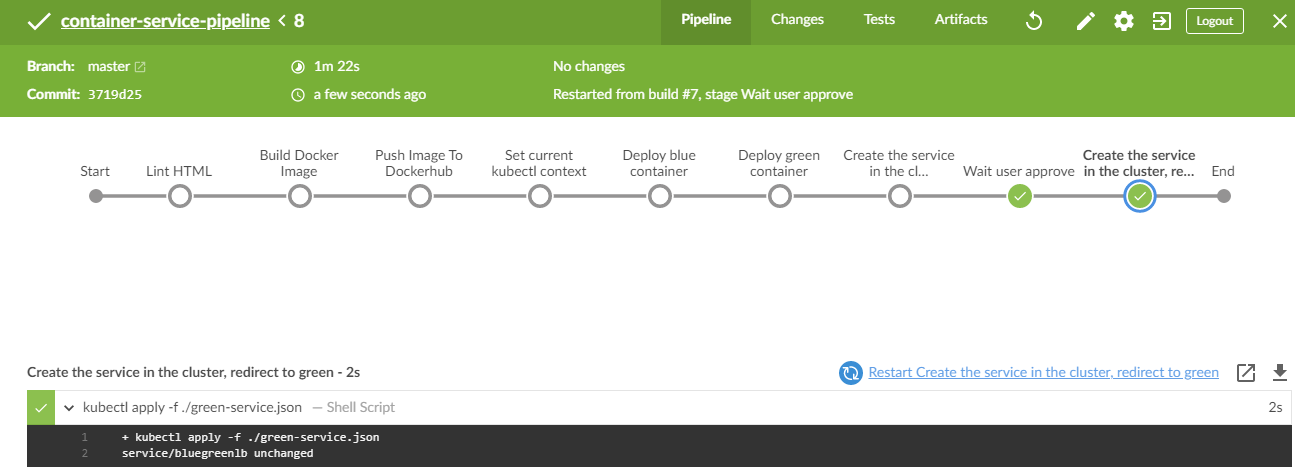 container-service-pipeline < 8
Pipeline Changes Tests Artifacts Logout
Branch: master 1m 22s No changes
Commit: 3719d25 a few seconds ago Restarted from build #7, stage Wait user approve
Start
Lint HTML
Build Docker
Image
Push Image To
Dockerhub
Set current
kubectl context
Deploy blue
container
Deploy green
container
Create the service
in the cl...
Wait user approve
Create the service
in the cluster, re...
End
Create the service in the cluster, redirect to green - 2s Restart Create the service in the cluster, redirect to green
kubectl apply -f ./green-service.json — Shell Script 2s
1 + kubectl apply -f ./green-service.json
2 service/bluegreenlb unchanged